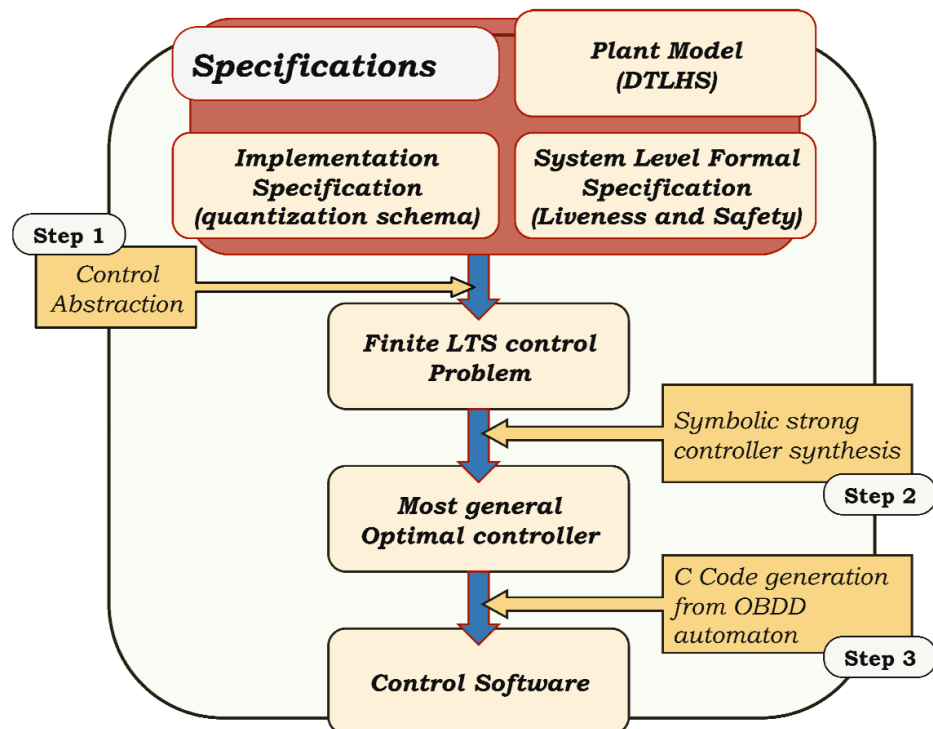 Specifications
Plant Model
(DTLHS)
Implementation
Specification
(quantization schema)
System Level Formal
Specification
(Liveness and Safety)
Step 1
Control
Abstraction
Finite LTS control
Problem
Symbolic strong
controller synthesis
Step 2
Most general
Optimal controller
C Code generation
from OBDD
automaton
Step 3
Control Software